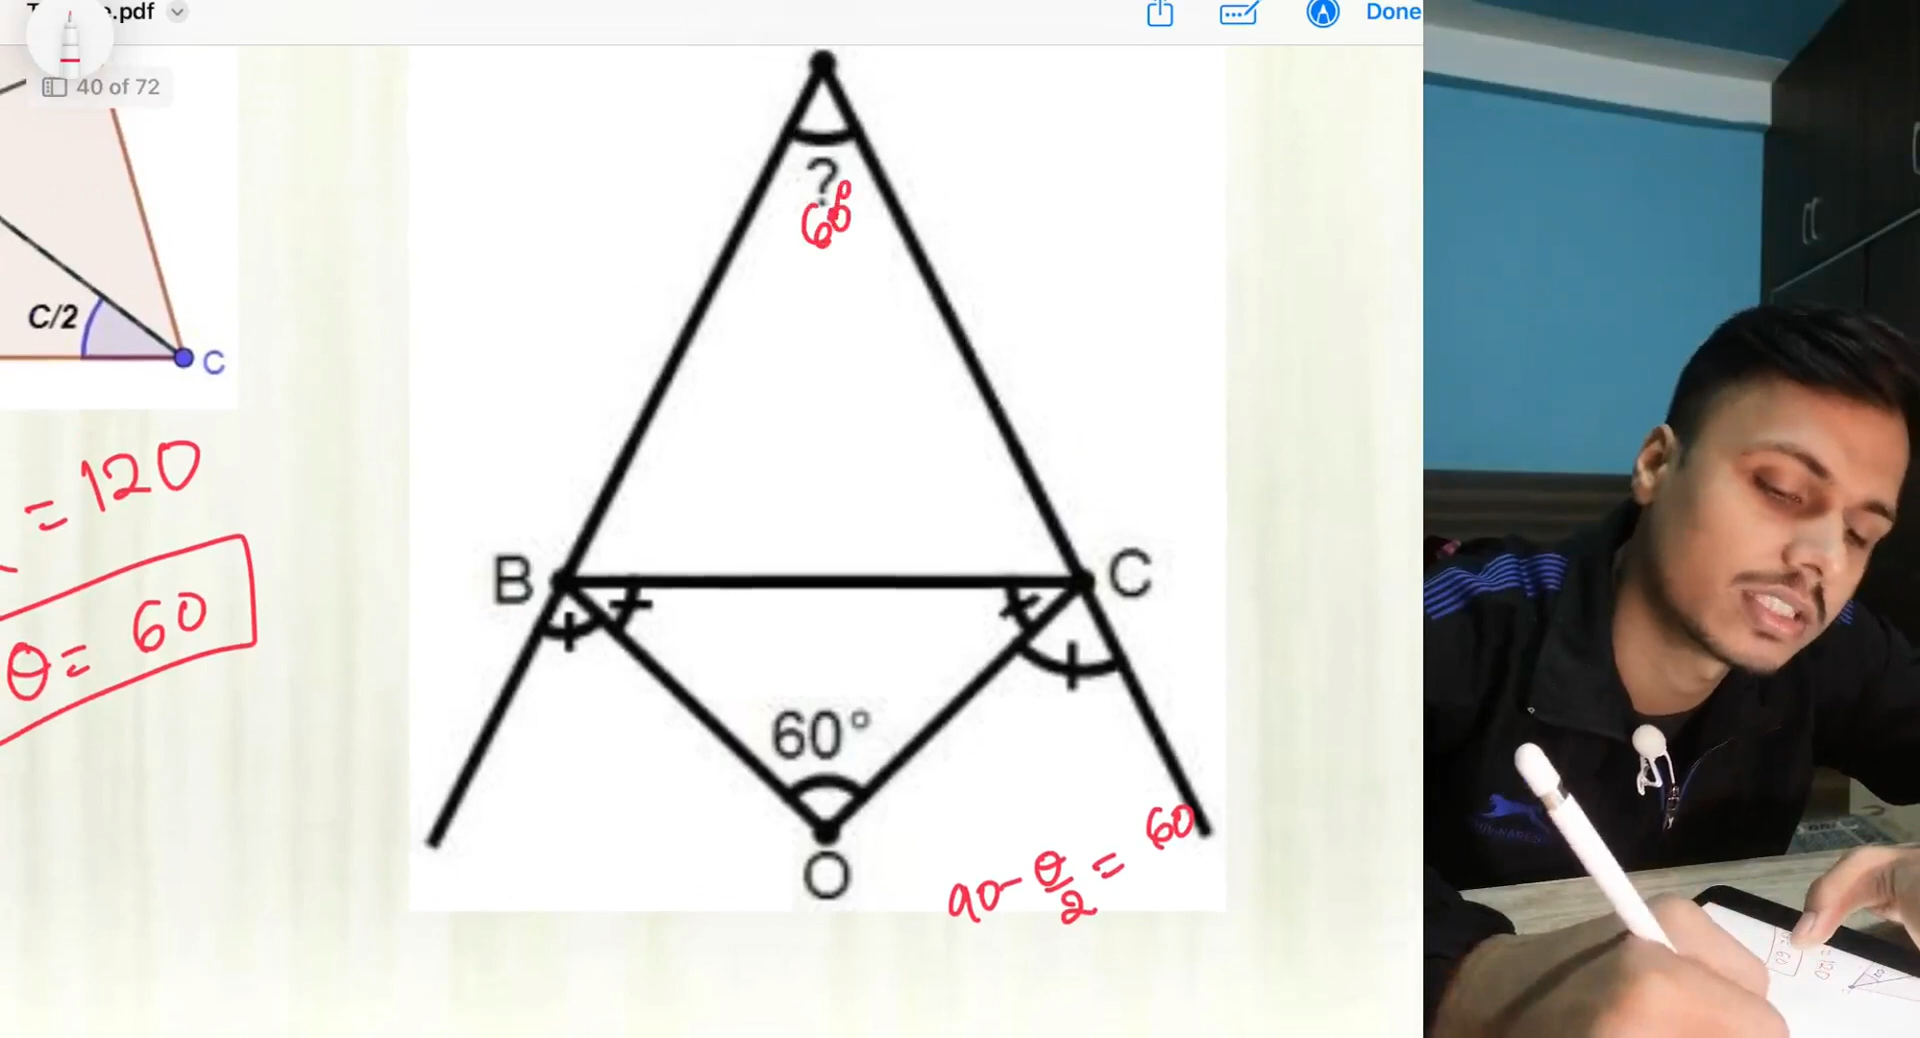 .pdf
Done
40 of 72
C/2
C
= 120
θ = 60
?
60°
B
C
60°
O
90 - θ/2 = 60